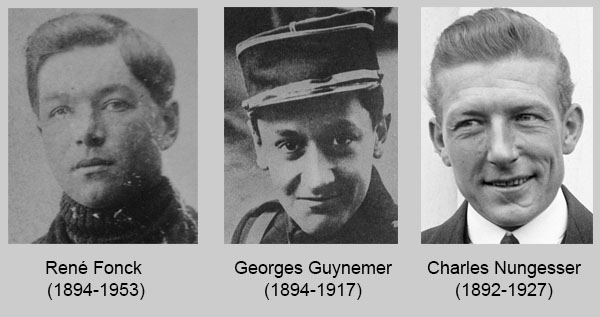 René Fonck
(1894-1953)
Georges Guynemer
(1894-1917)
Charles Nungesser
(1892-1927)